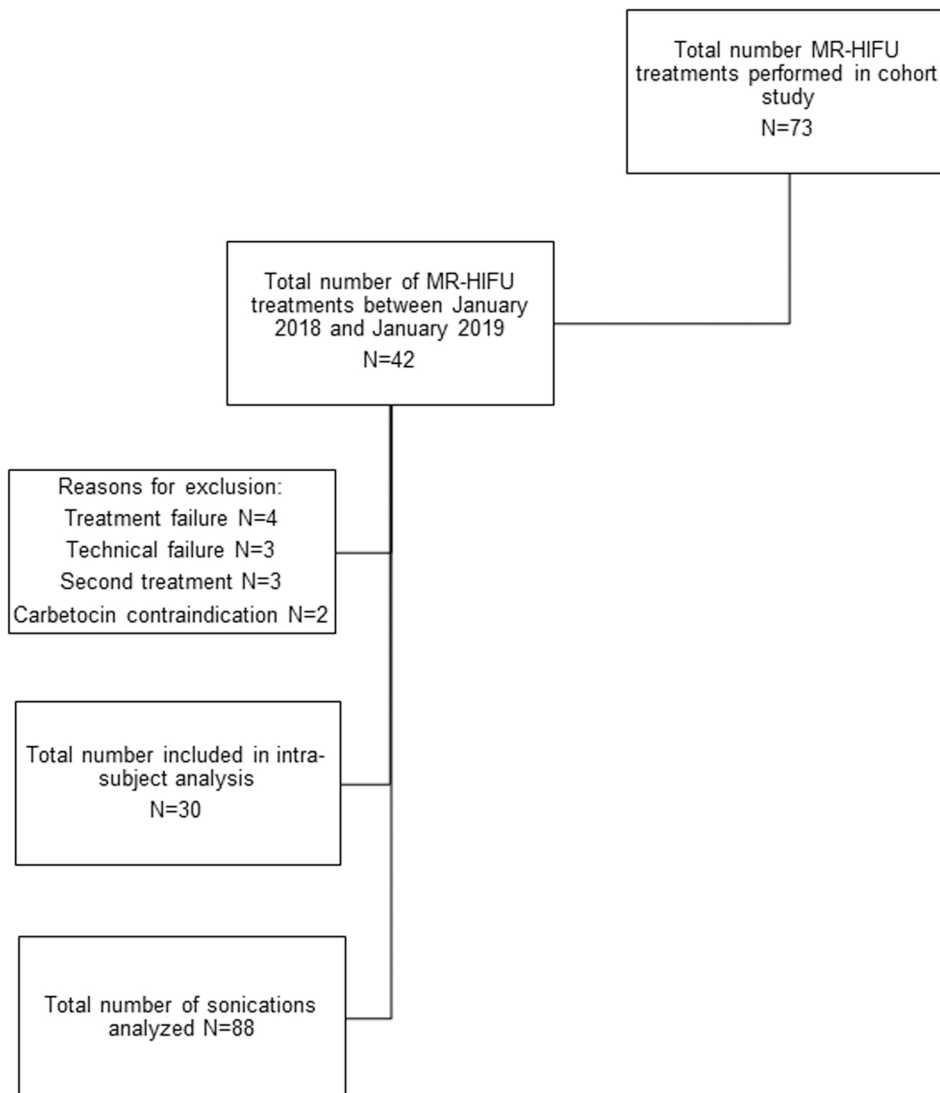 Total number MR-HIFU
treatments performed in cohort
study
N=73
Total number of MR-HIFU
treatments between January
2018 and January 2019
N=42
Reasons for exclusion:
Treatment failure N=4
Technical failure N=3
Second treatment N=3
Carbetocin contraindication N=2
Total number included in intra-
subject analysis
N=30
Total number of sonications
analyzed N=88